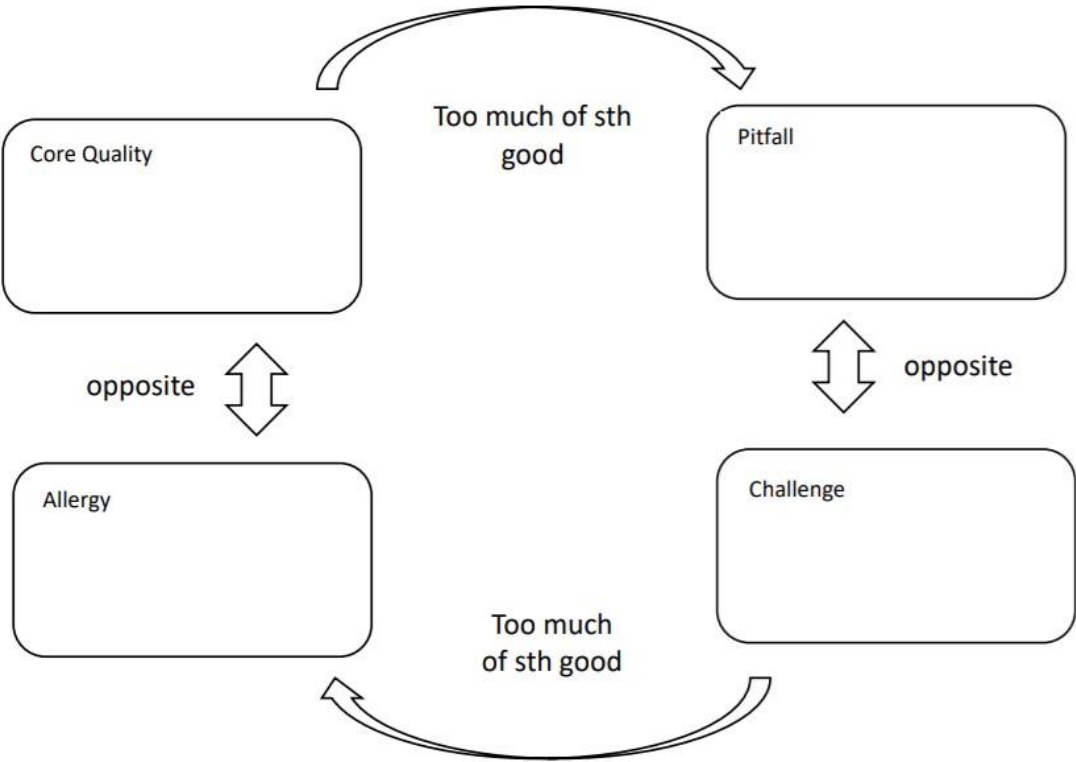 Too much of sth
good
Core Quality
Pitfall
opposite
opposite
Allergy
Challenge
Too much
of sth good